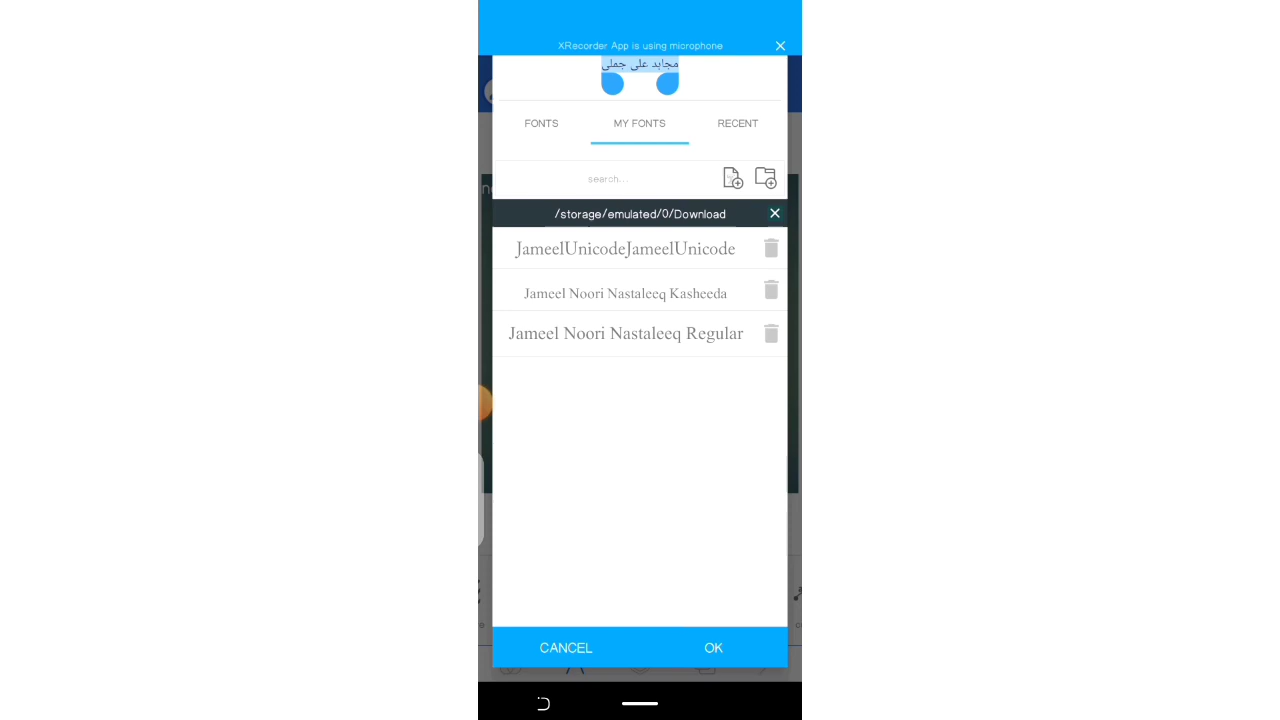 XRecorder App is using microphone
مجاہد علی جملی
FONTS
MY FONTS
RECENT
search...
/storage/emulated/0/Download
JameelUnicodeJameelUnicode
Jameel Noori Nastaleeq Kasheeda
Jameel Noori Nastaleeq Regular
CANCEL
OK